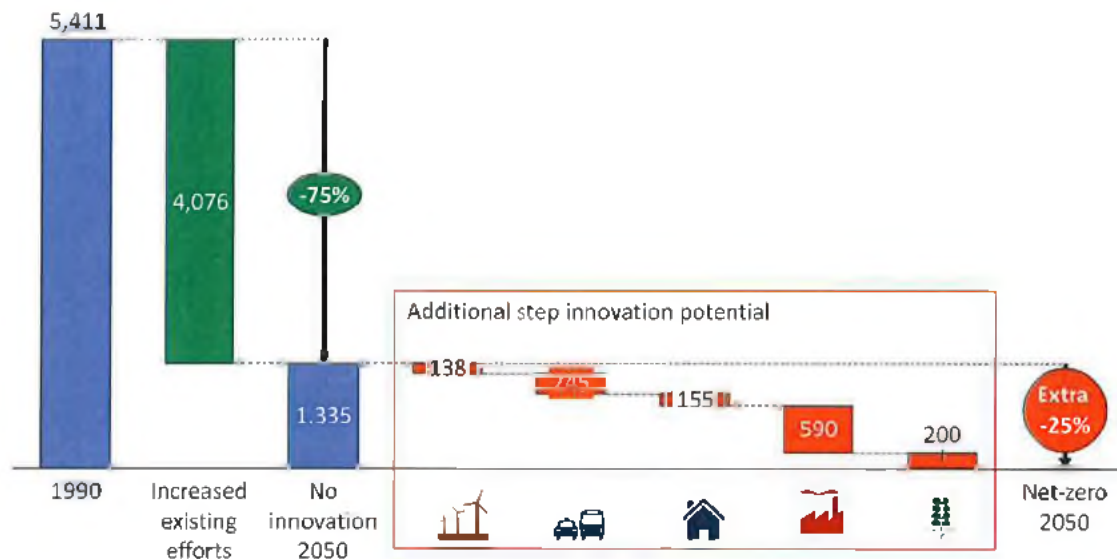 5,411
4,076
-75%
Additional step innovation potential
138
155
1.335
590
200
Extra
-25%
1990
Increased
existing
efforts
No
innovation
2050
Net-zero
2050